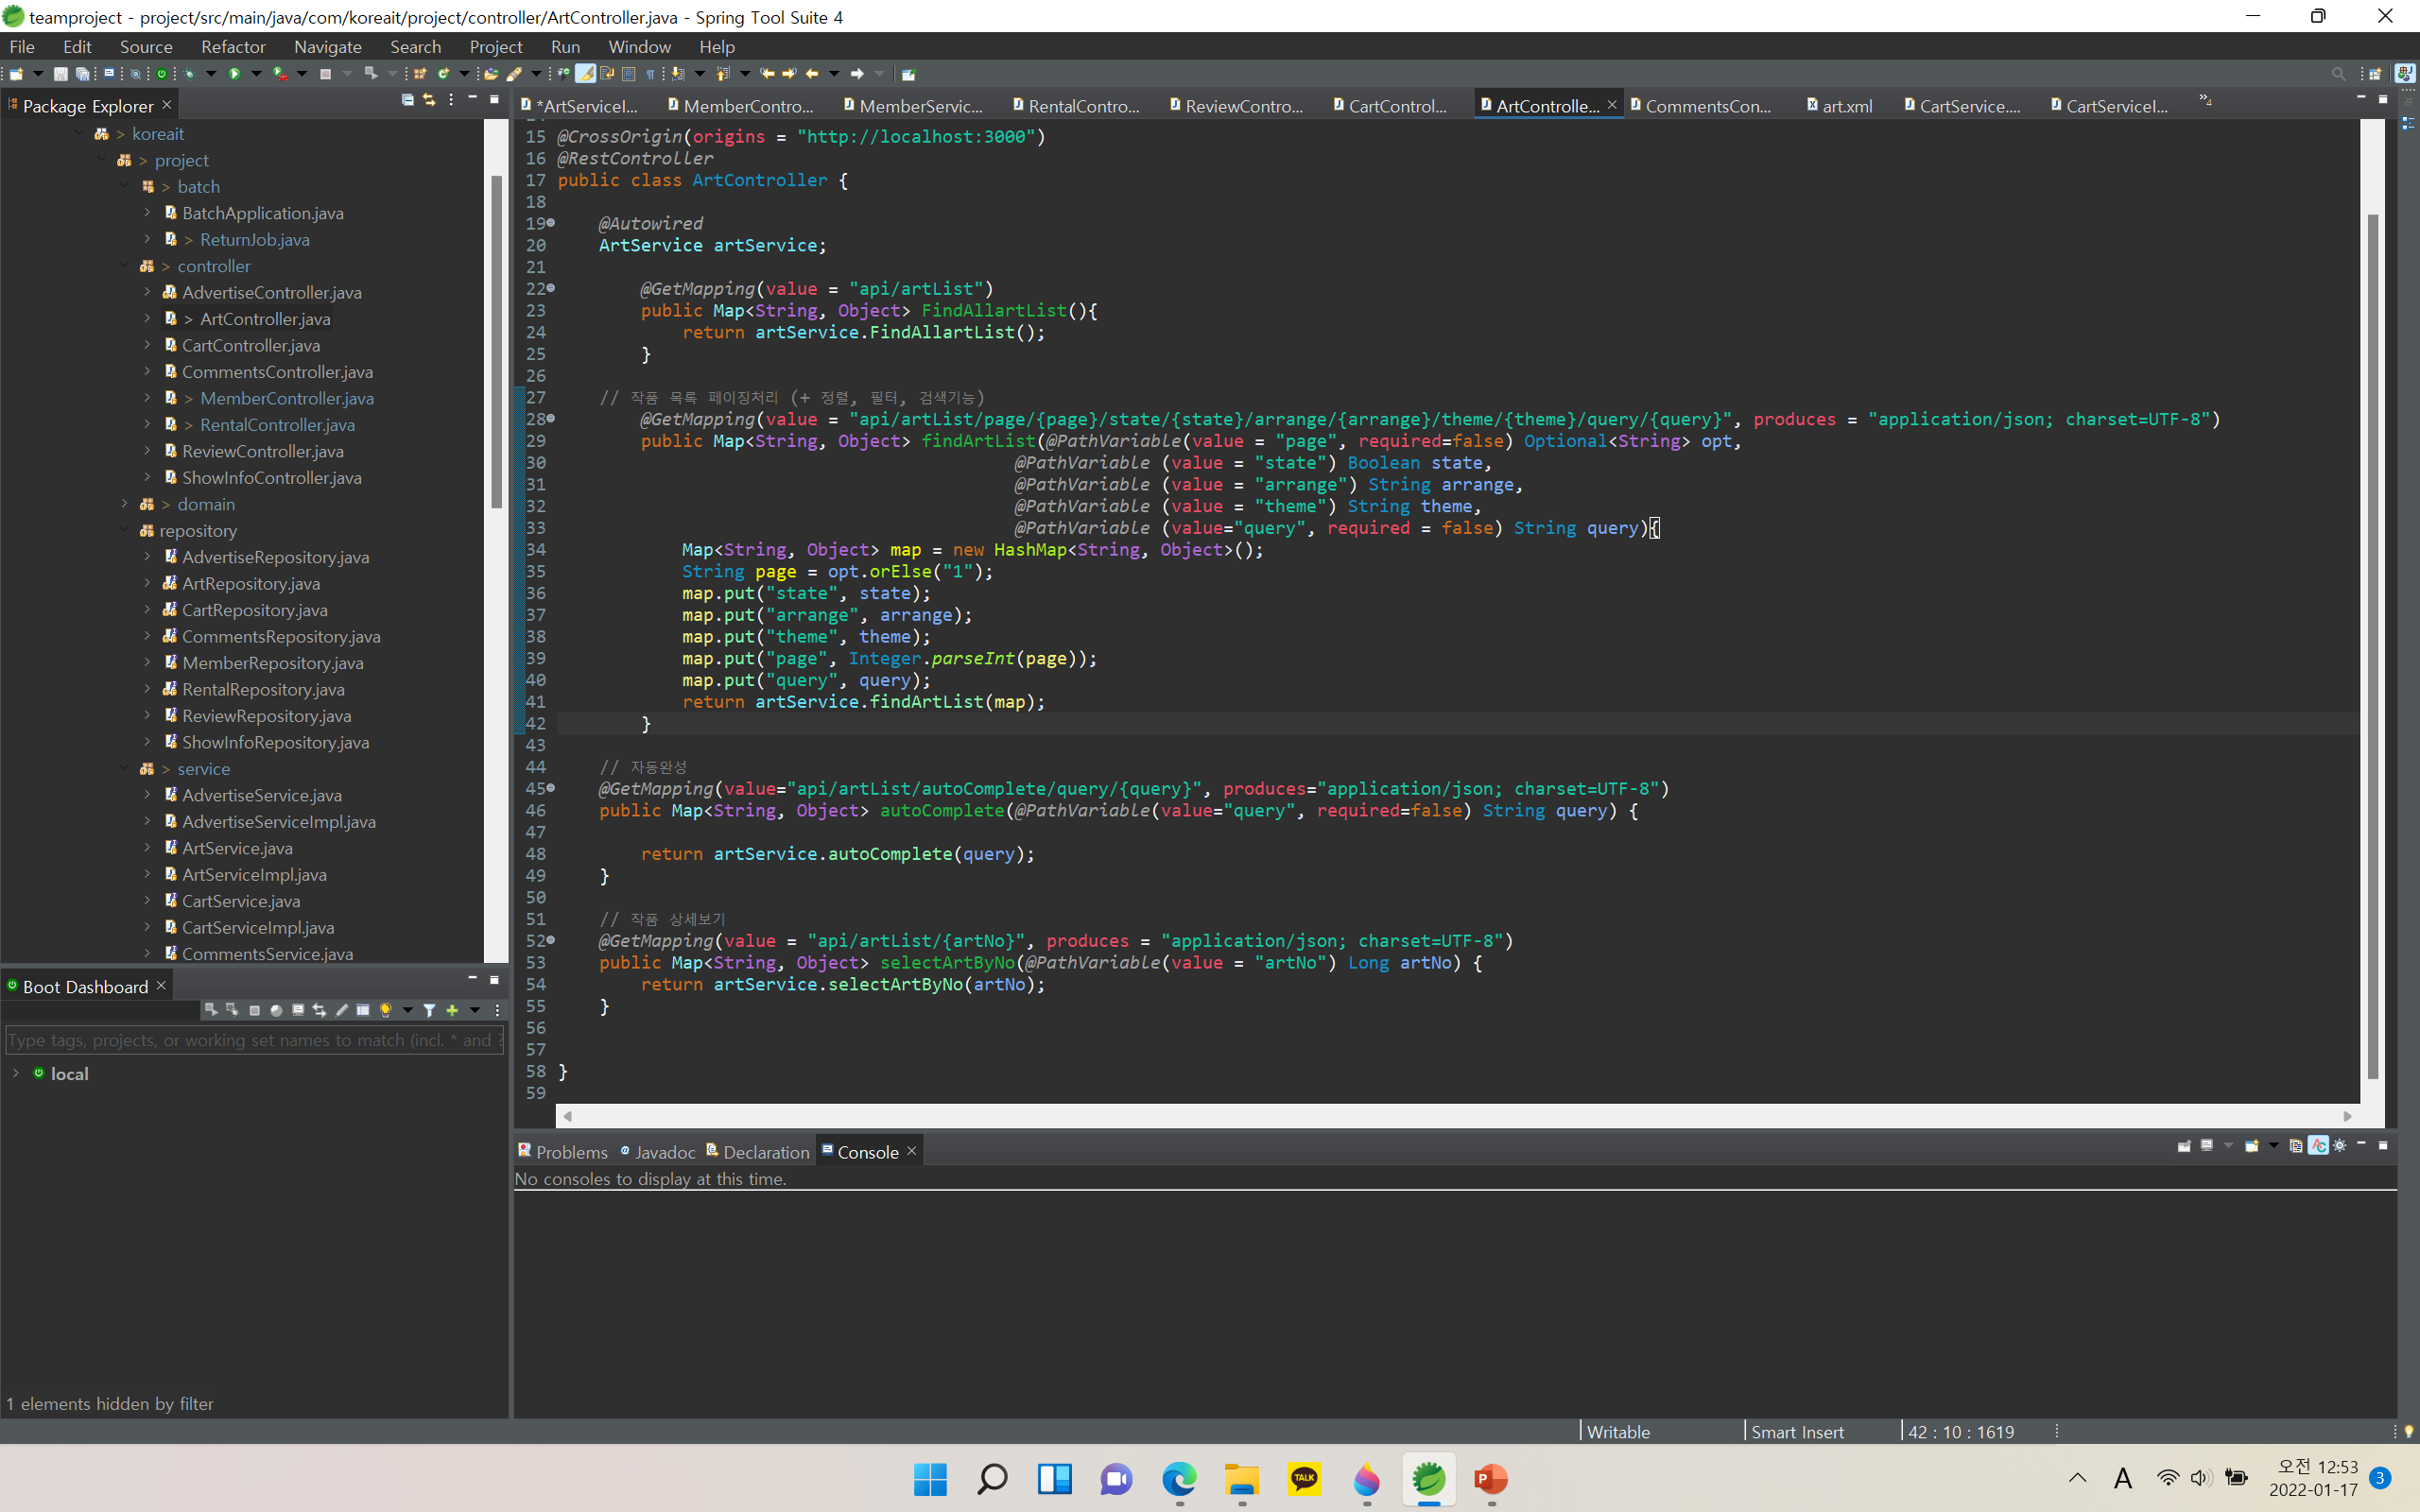 teamproject - project/src/main/java/com/koreait/project/controller/ArtController.java - Spring Tool Suite 4
File Edit Source Refactor Navigate Search Project Run Window Help
Package Explorer
> koreait
> project
> batch
BatchApplication.java
> ReturnJob.java
> controller
AdvertiseController.java
> ArtController.java
CartController.java
CommentsController.java
> MemberController.java
> RentalController.java
ReviewController.java
ShowInfoController.java
> domain
repository
AdvertiseRepository.java
ArtRepository.java
CartRepository.java
CommentsRepository.java
MemberRepository.java
RentalRepository.java
ReviewRepository.java
ShowInfoRepository.java
> service
AdvertiseService.java
AdvertiseServiceImpl.java
ArtService.java
ArtServiceImpl.java
CartService.java
CartServiceImpl.java
CommentsService.java
Boot Dashboard
Type tags, projects, or working set names to match (incl. * and ?
local
1 elements hidden by filter
*ArtServiceI... MemberContro... MemberServic... RentalContro... ReviewContro... CartControl... ArtControlle... CommentsCon... art.xml CartService.... CartServiceI... »4
15 @CrossOrigin(origins = "http://localhost:3000")
16 @RestController
17 public class ArtController {
18
19 @Autowired
20 ArtService artService;
21
22 @GetMapping(value = "api/artList")
23 public Map<String, Object> FindAllartList(){
24 return artService.FindAllartList();
25 }
26
27 // 작품 목록 페이징처리 (+ 정렬, 필터, 검색기능)
28 @GetMapping(value = "api/artList/page/{page}/state/{state}/arrange/{arrange}/theme/{theme}/query/{query}", produces = "application/json; charset=UTF-8")
29 public Map<String, Object> findArtList(@PathVariable(value = "page", required=false) Optional<String> opt,
30 @PathVariable (value = "state") Boolean state,
31 @PathVariable (value = "arrange") String arrange,
32 @PathVariable (value = "theme") String theme,
33 @PathVariable (value="query", required = false) String query){
34 Map<String, Object> map = new HashMap<String, Object>();
35 String page = opt.orElse("1");
36 map.put("state", state);
37 map.put("arrange", arrange);
38 map.put("theme", theme);
39 map.put("page", Integer.parseInt(page));
40 map.put("query", query);
41 return artService.findArtList(map);
42 }
43
44 // 자동완성
45 @GetMapping(value="api/artList/autoComplete/query/{query}", produces="application/json; charset=UTF-8")
46 public Map<String, Object> autoComplete(@PathVariable(value="query", required=false) String query) {
47
48 return artService.autoComplete(query);
49 }
50
51 // 작품 상세보기
52 @GetMapping(value = "api/artList/{artNo}", produces = "application/json; charset=UTF-8")
53 public Map<String, Object> selectArtByNo(@PathVariable(value = "artNo") Long artNo) {
54 return artService.selectArtByNo(artNo);
55 }
56
57
58 }
59
Problems Javadoc Declaration Console
No consoles to display at this time.
Writable Smart Insert 42 : 10 : 1619
TALK
A 오전 12:53
2022-01-17 3